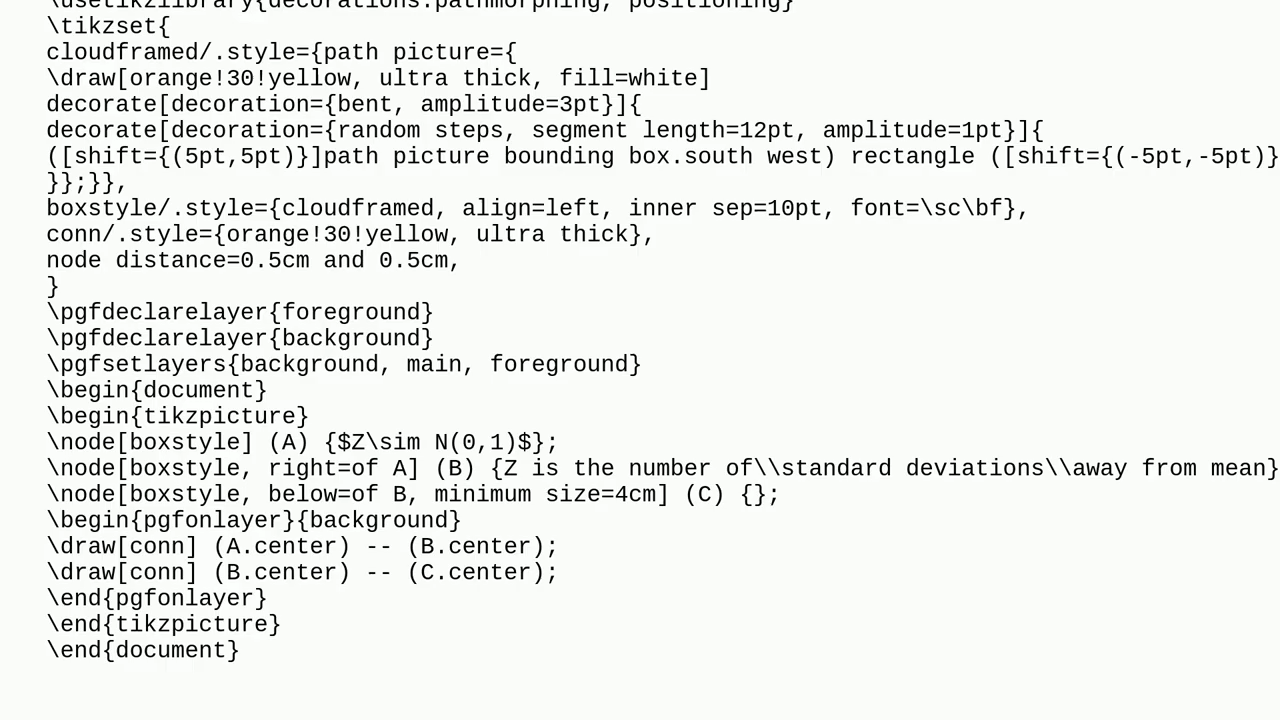 \usetikzlibrary{decorations.pathmorphing, positioning}
\tikzset{
cloudframed/.style={path picture={
\draw[orange!30!yellow, ultra thick, fill=white]
decorate[decoration={bent, amplitude=3pt}]{
decorate[decoration={random steps, segment length=12pt, amplitude=1pt}]{
([shift={(5pt,5pt)}]path picture bounding box.south west) rectangle ([shift={(-5pt,-5pt)}
}};}},
boxstyle/.style={cloudframed, align=left, inner sep=10pt, font=\sc\bf},
conn/.style={orange!30!yellow, ultra thick},
node distance=0.5cm and 0.5cm,
}
\pgfdeclarelayer{foreground}
\pgfdeclarelayer{background}
\pgfsetlayers{background, main, foreground}
\begin{document}
\begin{tikzpicture}
\node[boxstyle] (A) {$Z\sim N(0,1)$};
\node[boxstyle, right=of A] (B) {Z is the number of\\standard deviations\\away from mean}
\node[boxstyle, below=of B, minimum size=4cm] (C) {};
\begin{pgfonlayer}{background}
\draw[conn] (A.center) -- (B.center);
\draw[conn] (B.center) -- (C.center);
\end{pgfonlayer}
\end{tikzpicture}
\end{document}